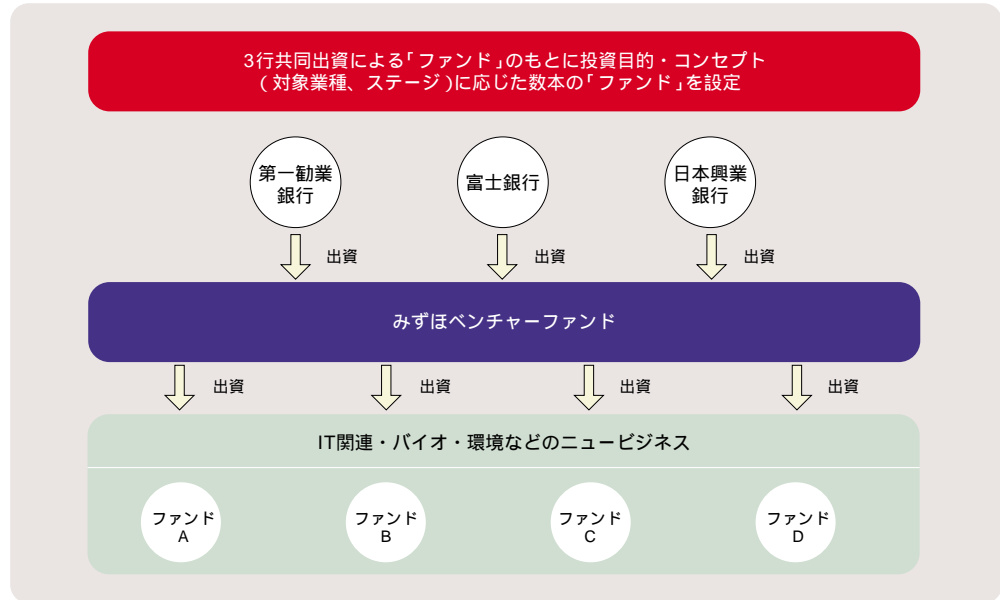 3行共同出資による「ファンド」のもとに投資目的・コンセプト
（対象業種、ステージ）に応じた数本の「ファンド」を設定
第一勧業
銀行
富士銀行
日本興業
銀行
出資
出資
出資
みずほベンチャーファンド
出資
出資
出資
出資
IT関連・バイオ・環境などのニュービジネス
ファンド
A
ファンド
B
ファンド
C
ファンド
D